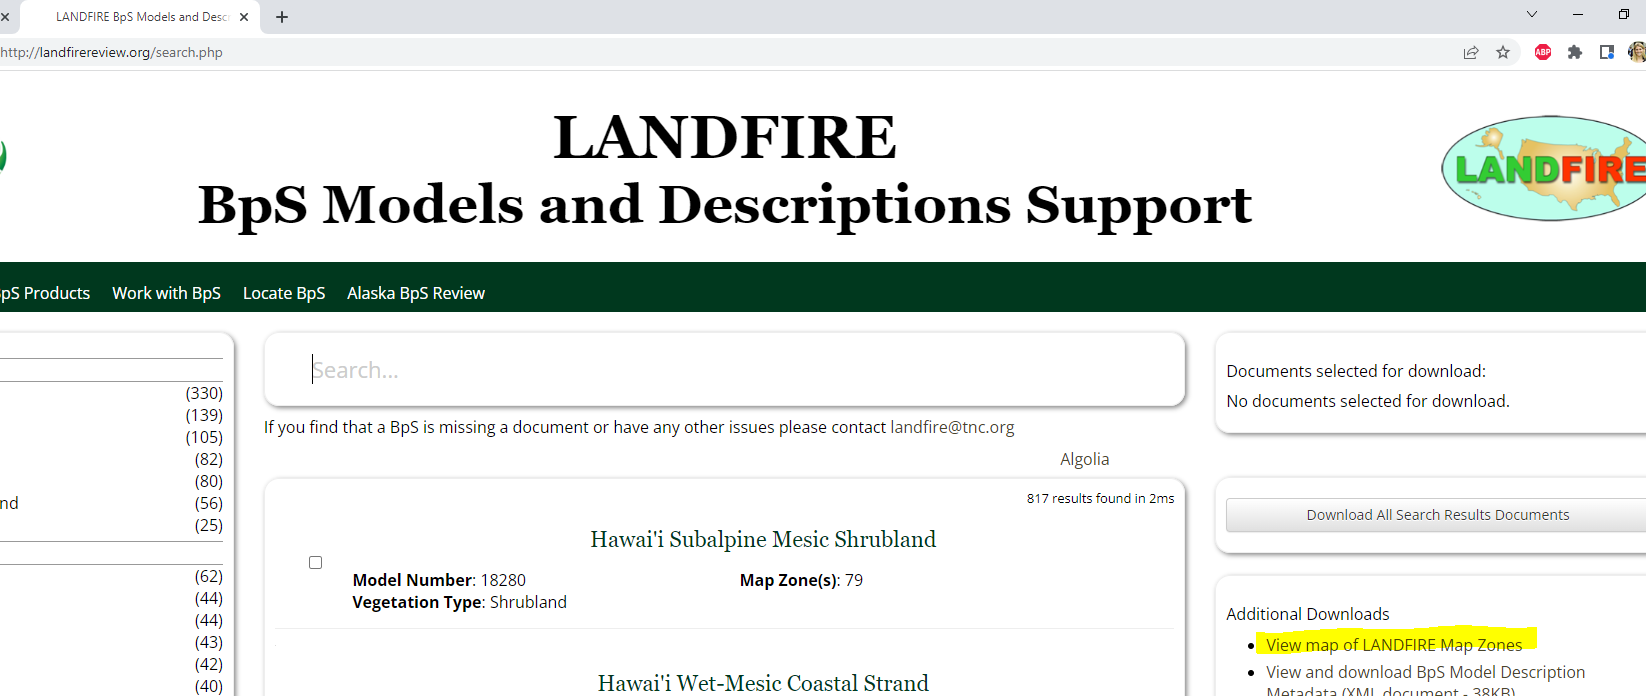 LANDFIRE BpS Models and Descr
http://landfirereview.org/search.php
ABP
LANDFIRE
BpS Models and Descriptions Support
LANDFIRE
pS Products
Work with BpS
Locate BpS
Alaska BpS Review
(330)
(139)
(105)
(82)
(80)
nd (56)
(25)
(62)
(44)
(44)
(43)
(42)
(40)
Search...
If you find that a BpS is missing a document or have any other issues please contact landfire@tnc.org
Algolia
817 results found in 2ms
Hawai'i Subalpine Mesic Shrubland
Model Number: 18280 Map Zone(s): 79
Vegetation Type: Shrubland
Hawai'i Wet-Mesic Coastal Strand
Documents selected for download:
No documents selected for download.
Download All Search Results Documents
Additional Downloads
View map of LANDFIRE Map Zones
View and download BpS Model Description
Metadata (XML document - 38KB)